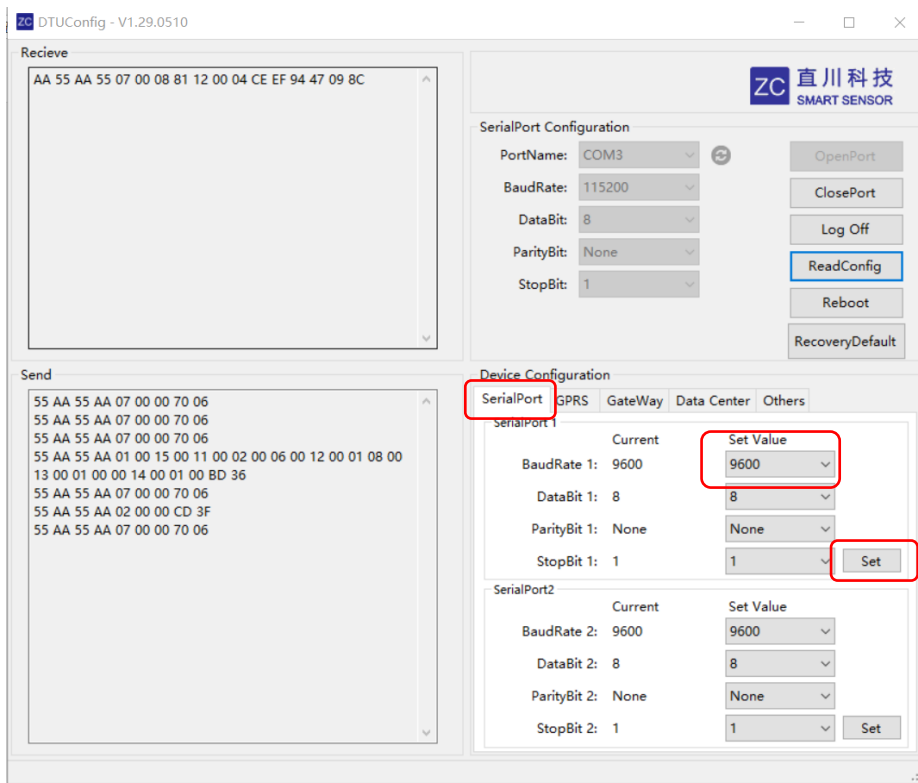 ZC DTUConfig - V1.29.0510
Recieve
AA 55 AA 55 07 00 08 81 12 00 04 CE EF 94 47 09 8C
ZC 直川科技
SMART SENSOR
SerialPort Configuration
PortName: COM3 OpenPort
BaudRate: 115200 ClosePort
DataBit: 8 Log Off
ParityBit: None ReadConfig
StopBit: 1 Reboot
RecoveryDefault
Send
55 AA 55 AA 07 00 00 70 06
55 AA 55 AA 07 00 00 70 06
55 AA 55 AA 07 00 00 70 06
55 AA 55 AA 01 00 15 00 11 00 02 00 06 00 12 00 01 08 00
13 00 01 00 00 14 00 01 00 BD 36
55 AA 55 AA 07 00 00 70 06
55 AA 55 AA 02 00 00 CD 3F
55 AA 55 AA 07 00 00 70 06
Device Configuration
SerialPort GPRS GateWay Data Center Others
SerialPort 1
Current Set Value
BaudRate 1: 9600 9600
DataBit 1: 8 8
ParityBit 1: None None
StopBit 1: 1 1 Set
SerialPort2
Current Set Value
BaudRate 2: 9600 9600
DataBit 2: 8 8
ParityBit 2: None None
StopBit 2: 1 1 Set